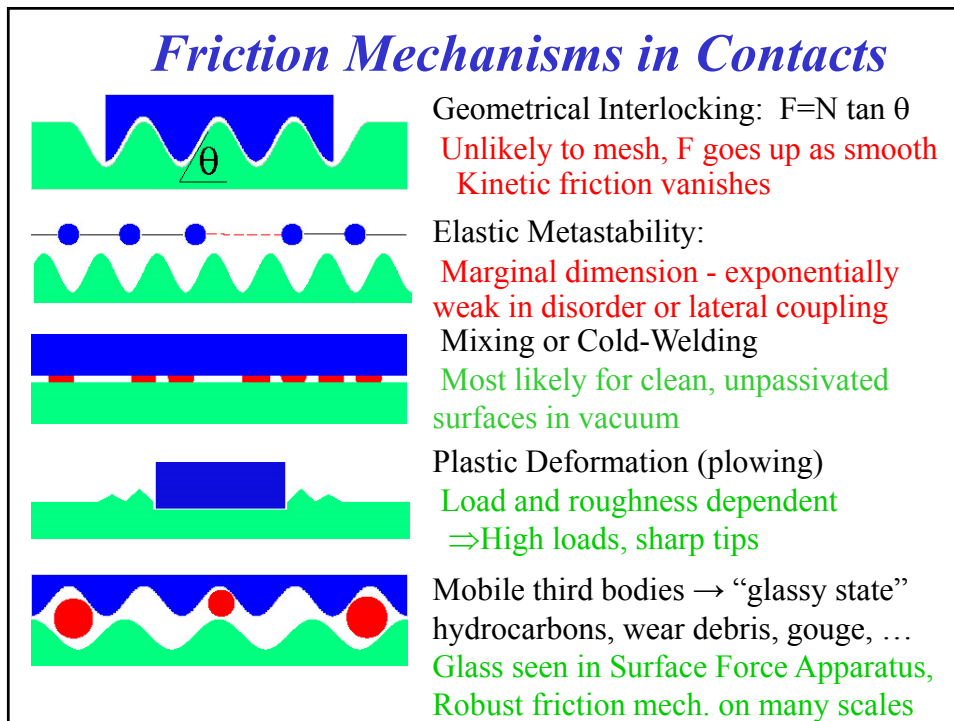 Friction Mechanisms in Contacts
θ
Geometrical Interlocking: F=N tan θ
Unlikely to mesh, F goes up as smooth
Kinetic friction vanishes
Elastic Metastability:
Marginal dimension - exponentially
weak in disorder or lateral coupling
Mixing or Cold-Welding
Most likely for clean, unpassivated
surfaces in vacuum
Plastic Deformation (plowing)
Load and roughness dependent
⇒High loads, sharp tips
Mobile third bodies → “glassy state”
hydrocarbons, wear debris, gouge, …
Glass seen in Surface Force Apparatus,
Robust friction mech. on many scales